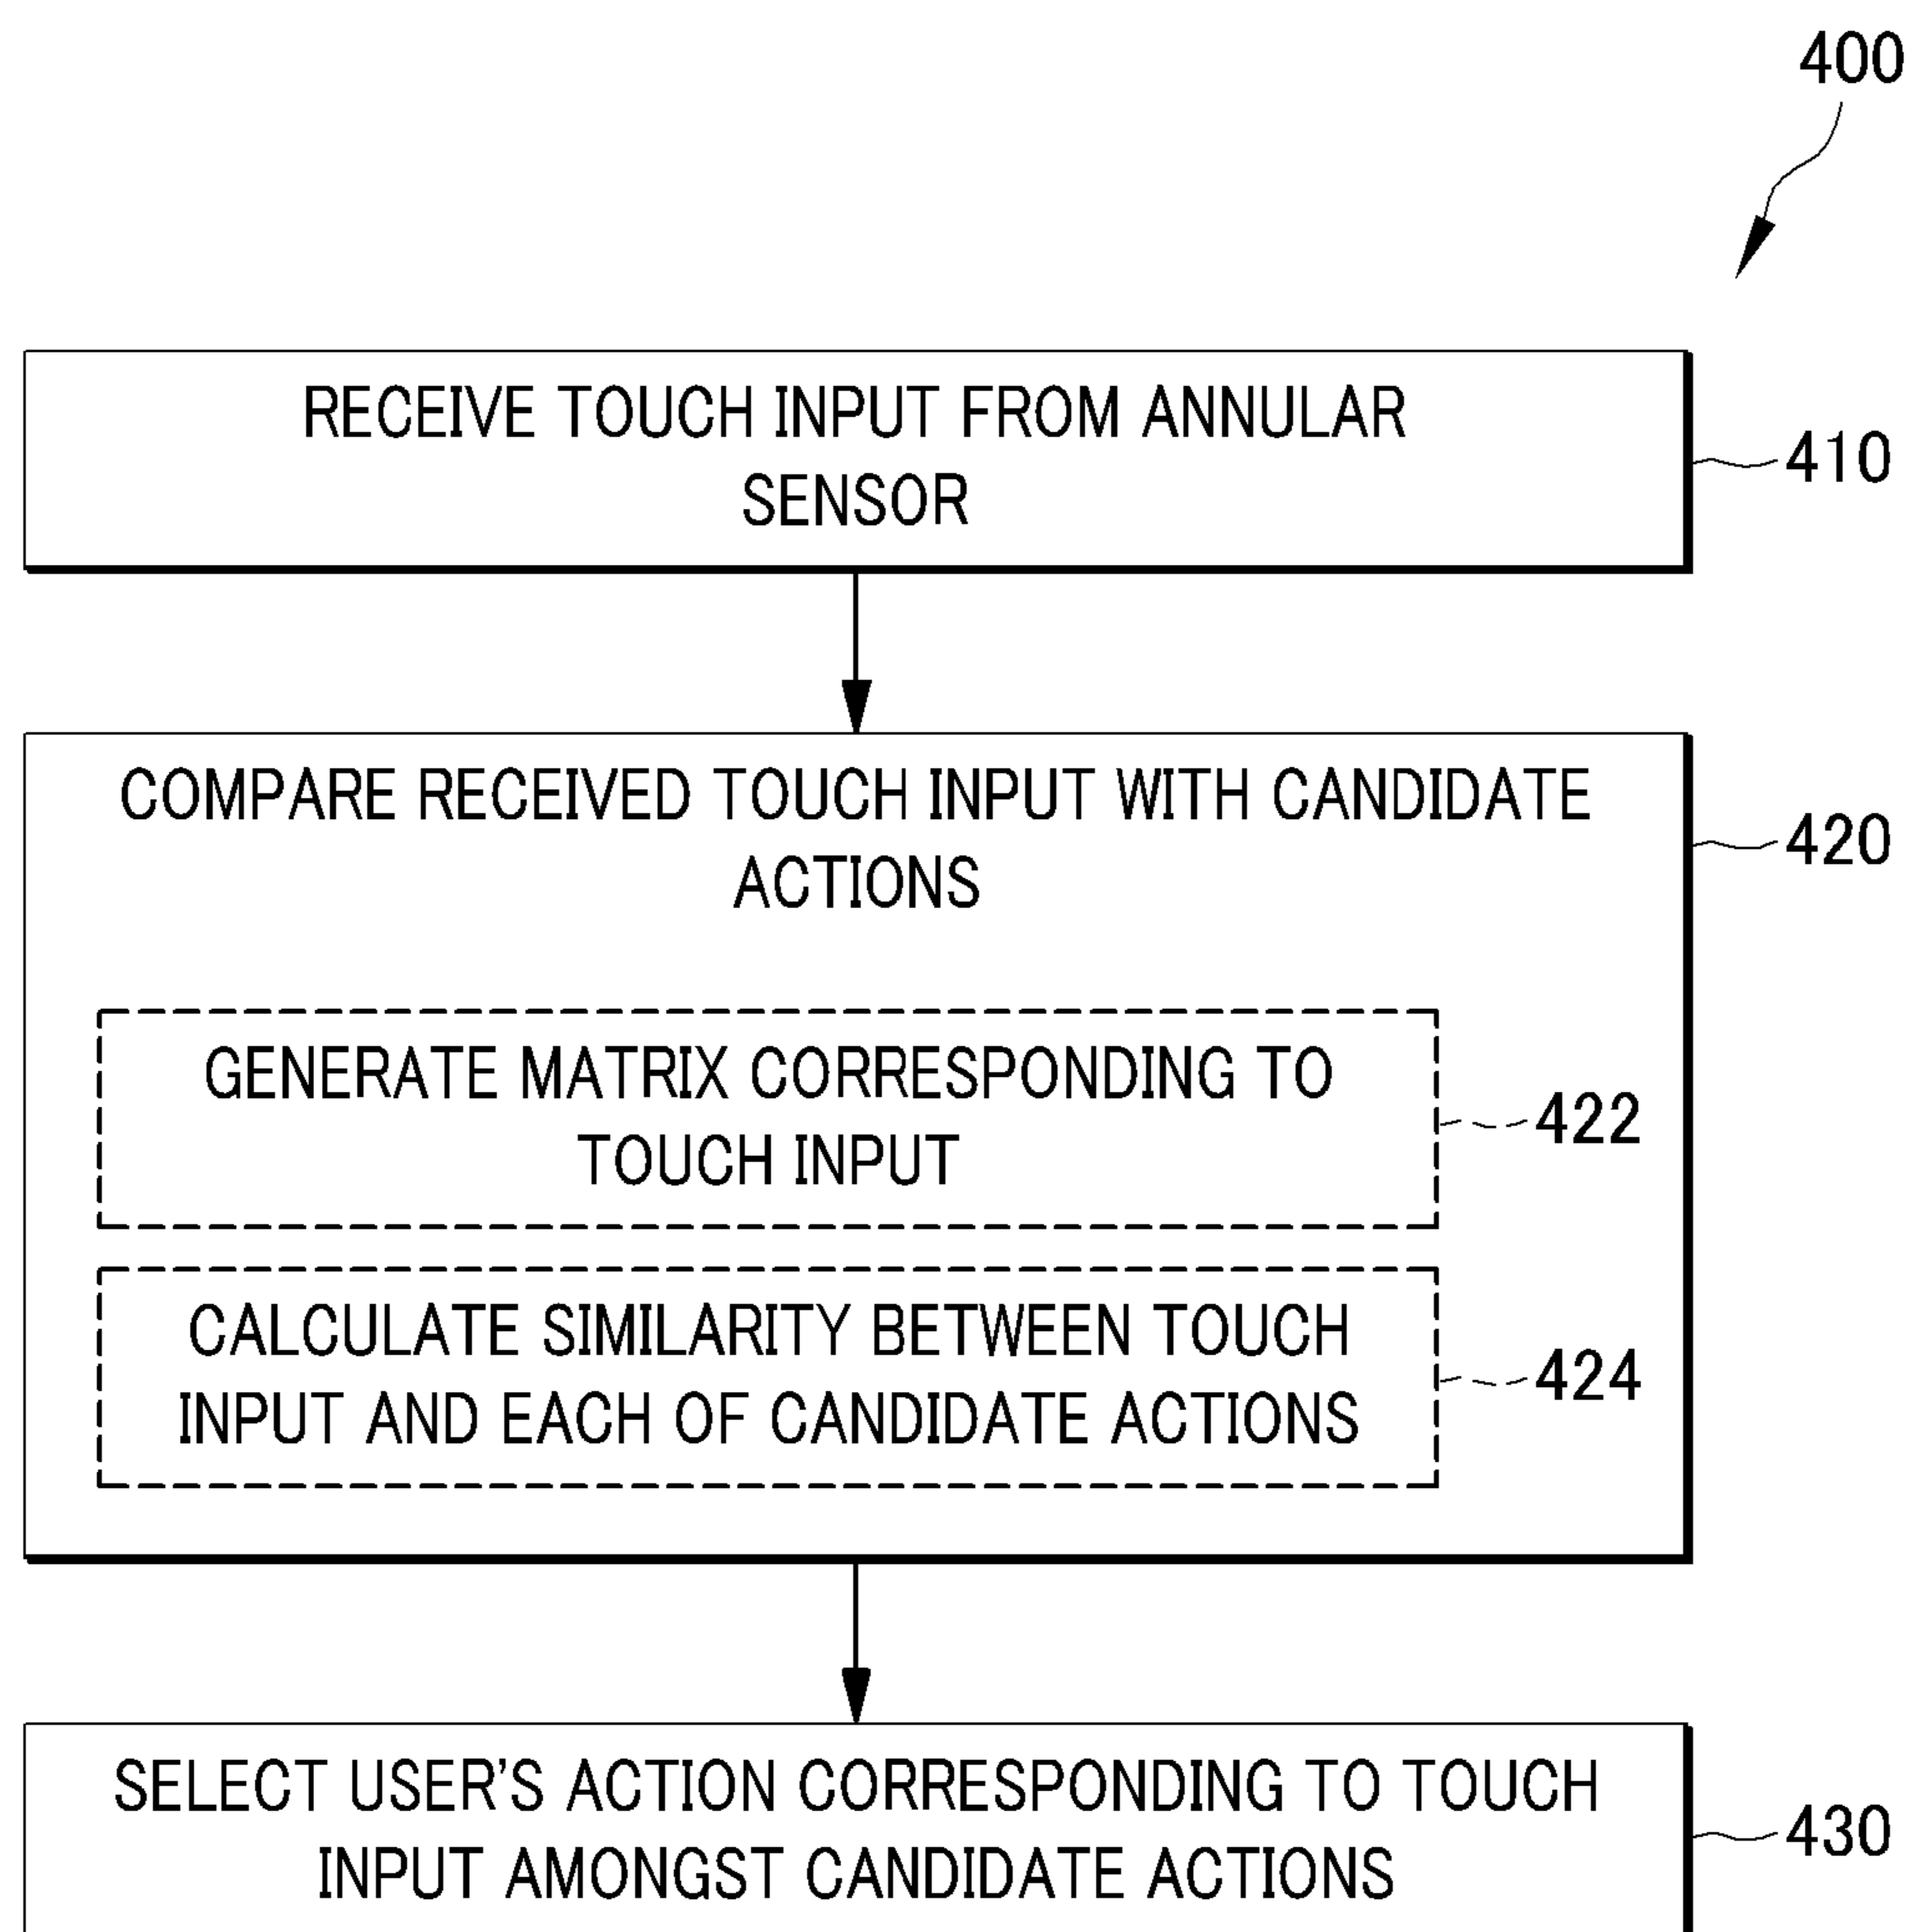 400
RECEIVE TOUCH INPUT FROM ANNULAR
SENSOR
410
COMPARE RECEIVED TOUCH INPUT WITH CANDIDATE
ACTIONS
420
GENERATE MATRIX CORRESPONDING TO
TOUCH INPUT
422
CALCULATE SIMILARITY BETWEEN TOUCH
INPUT AND EACH OF CANDIDATE ACTIONS
424
SELECT USER'S ACTION CORRESPONDING TO TOUCH
INPUT AMONGST CANDIDATE ACTIONS
430